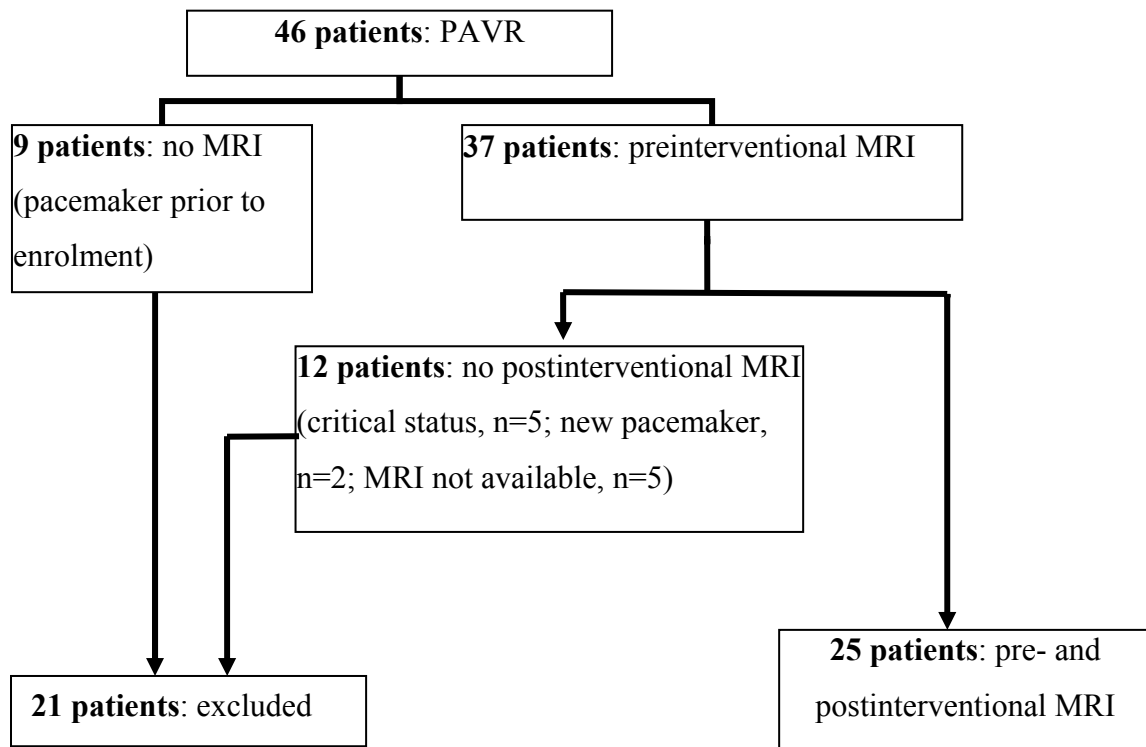 46 patients: PAVR
9 patients: no MRI
(pacemaker prior to
enrolment)
37 patients: preinterventional MRI
12 patients: no postinterventional MRI
(critical status, n=5; new pacemaker,
n=2; MRI not available, n=5)
21 patients: excluded
25 patients: pre- and
postinterventional MRI